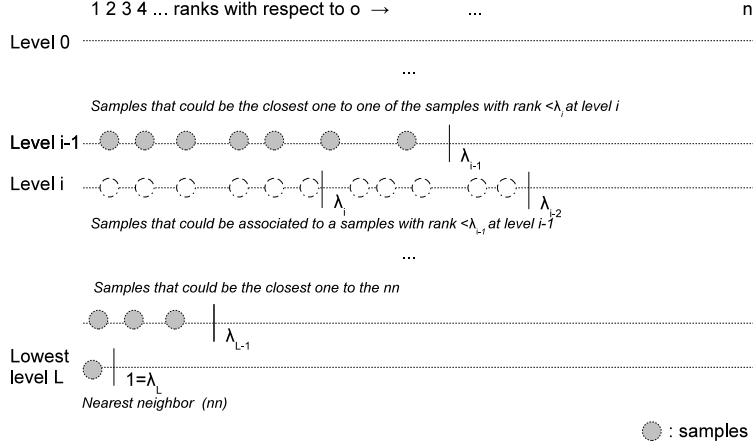 1 2 3 4 ... ranks with respect to o → ... n
Level 0
...
Samples that could be the closest one to one of the samples with rank <λi at level i
Level i-1
λi-1
Level i
λi
λi-2
Samples that could be associated to a samples with rank <λi-1 at level i-1
...
Samples that could be the closest one to the nn
λL-1
Lowest
level L
1=λL
Nearest neighbor (nn)
: samples